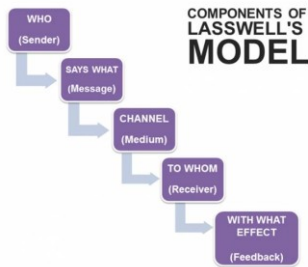 COMPONENTS OF
LASSWELL'S
MODEL
WHO
(Sender)
SAYS WHAT
(Message)
CHANNEL
(Medium)
TO WHOM
(Receiver)
WITH WHAT
EFFECT
(Feedback)